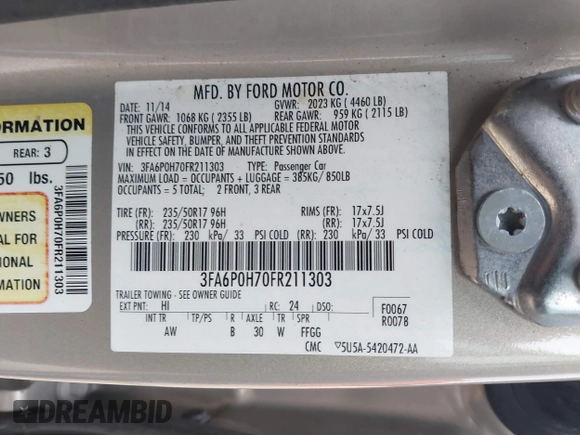 MFD. BY FORD MOTOR CO.
DATE: 11/14 GVWR: 2023 KG ( 4460 LB)
FRONT GAWR: 1068 KG ( 2355 LB) REAR GAWR: 959 KG ( 2115 LB)
THIS VEHICLE CONFORMS TO ALL APPLICABLE FEDERAL MOTOR
VEHICLE SAFETY, BUMPER, AND THEFT PREVENTION STANDARDS
IN EFFECT ON THE DATE OF MANUFACTURE SHOWN ABOVE.
VIN: 3FA6P0H70FR211303 TYPE: Passenger Car
MAXIMUM LOAD = OCCUPANTS + LUGGAGE = 385KG/ 850LB
OCCUPANTS = 5 TOTAL; 2 FRONT, 3 REAR
TIRE (FR): 235/50R17 96H RIMS (FR): 17x7.5J
(RR): 235/50R17 96H (RR): 17x7.5J
PRESSURE (FR): 230 kPa/ 33 PSI COLD (RR): 230 kPa/ 33 PSI COLD
3FA6P0H70FR211303
TRAILER TOWING - SEE OWNER GUIDE
EXT PNT: HI RC: 24 DSO: F0067
R0078
INT TR TP/PS R AXLE TR SPR
AW B 30 W FFGG
CMC 5U5A-5420472-AA
ORMATION
REAR: 3
50 lbs.
WNERS
AL FOR
IONAL
MATION
3FA6P0H70FR211303
DREAMBID